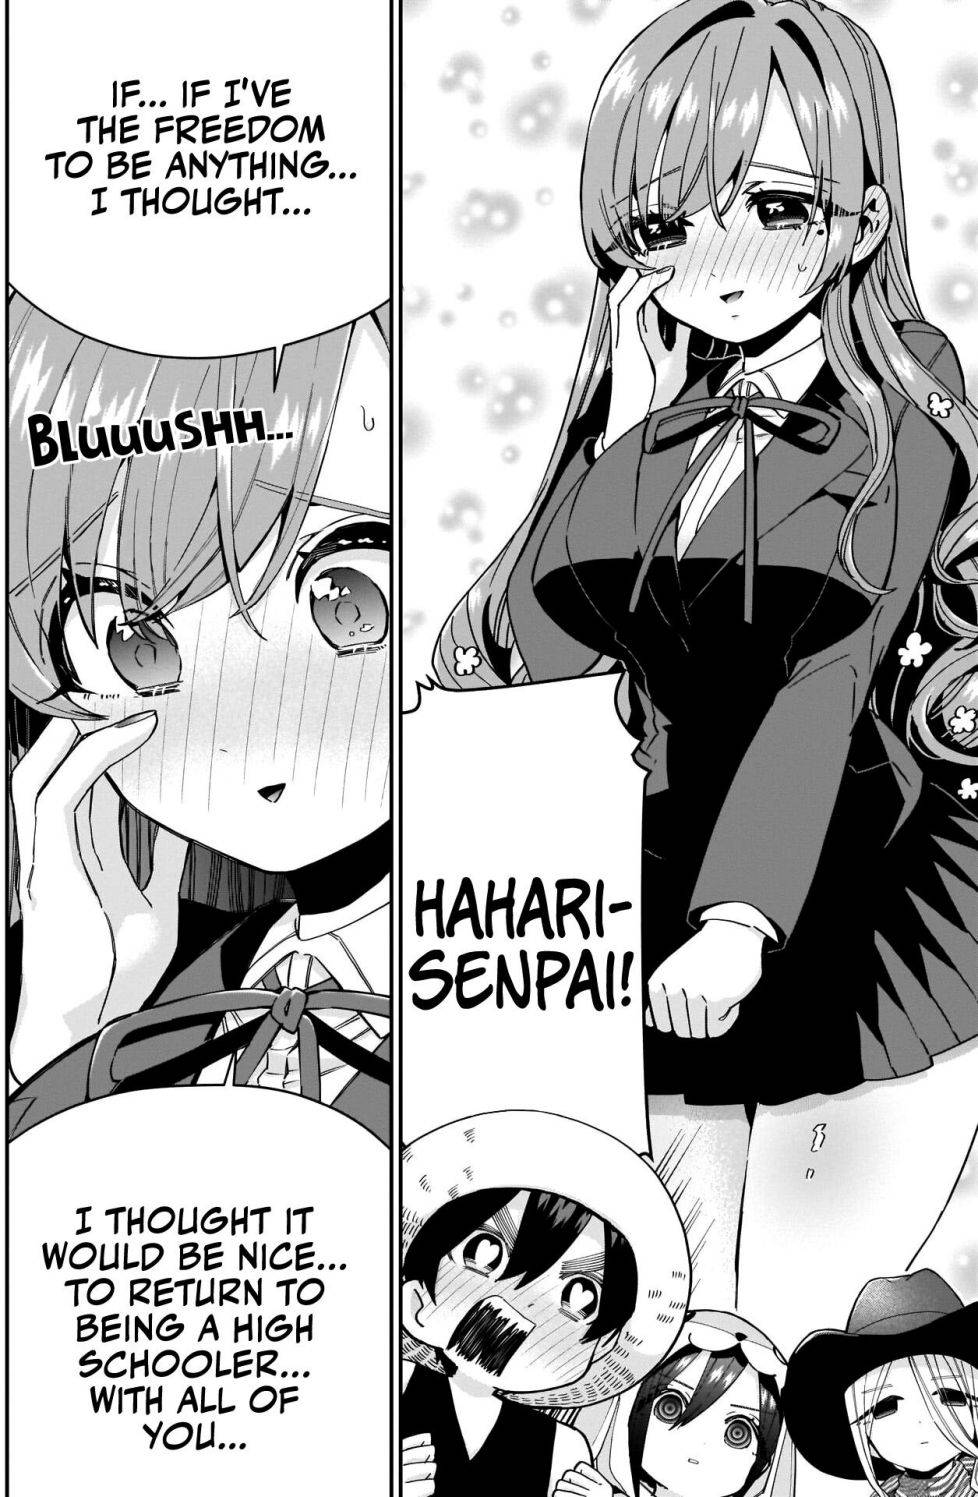 HAHARI-
SENPAI!
IF... IF I'VE
THE FREEDOM
TO BE ANYTHING...
I THOUGHT...
BLUUUSHH...
I THOUGHT IT
WOULD BE NICE...
TO RETURN TO
BEING A HIGH
SCHOOLER...
WITH ALL OF
YOU...